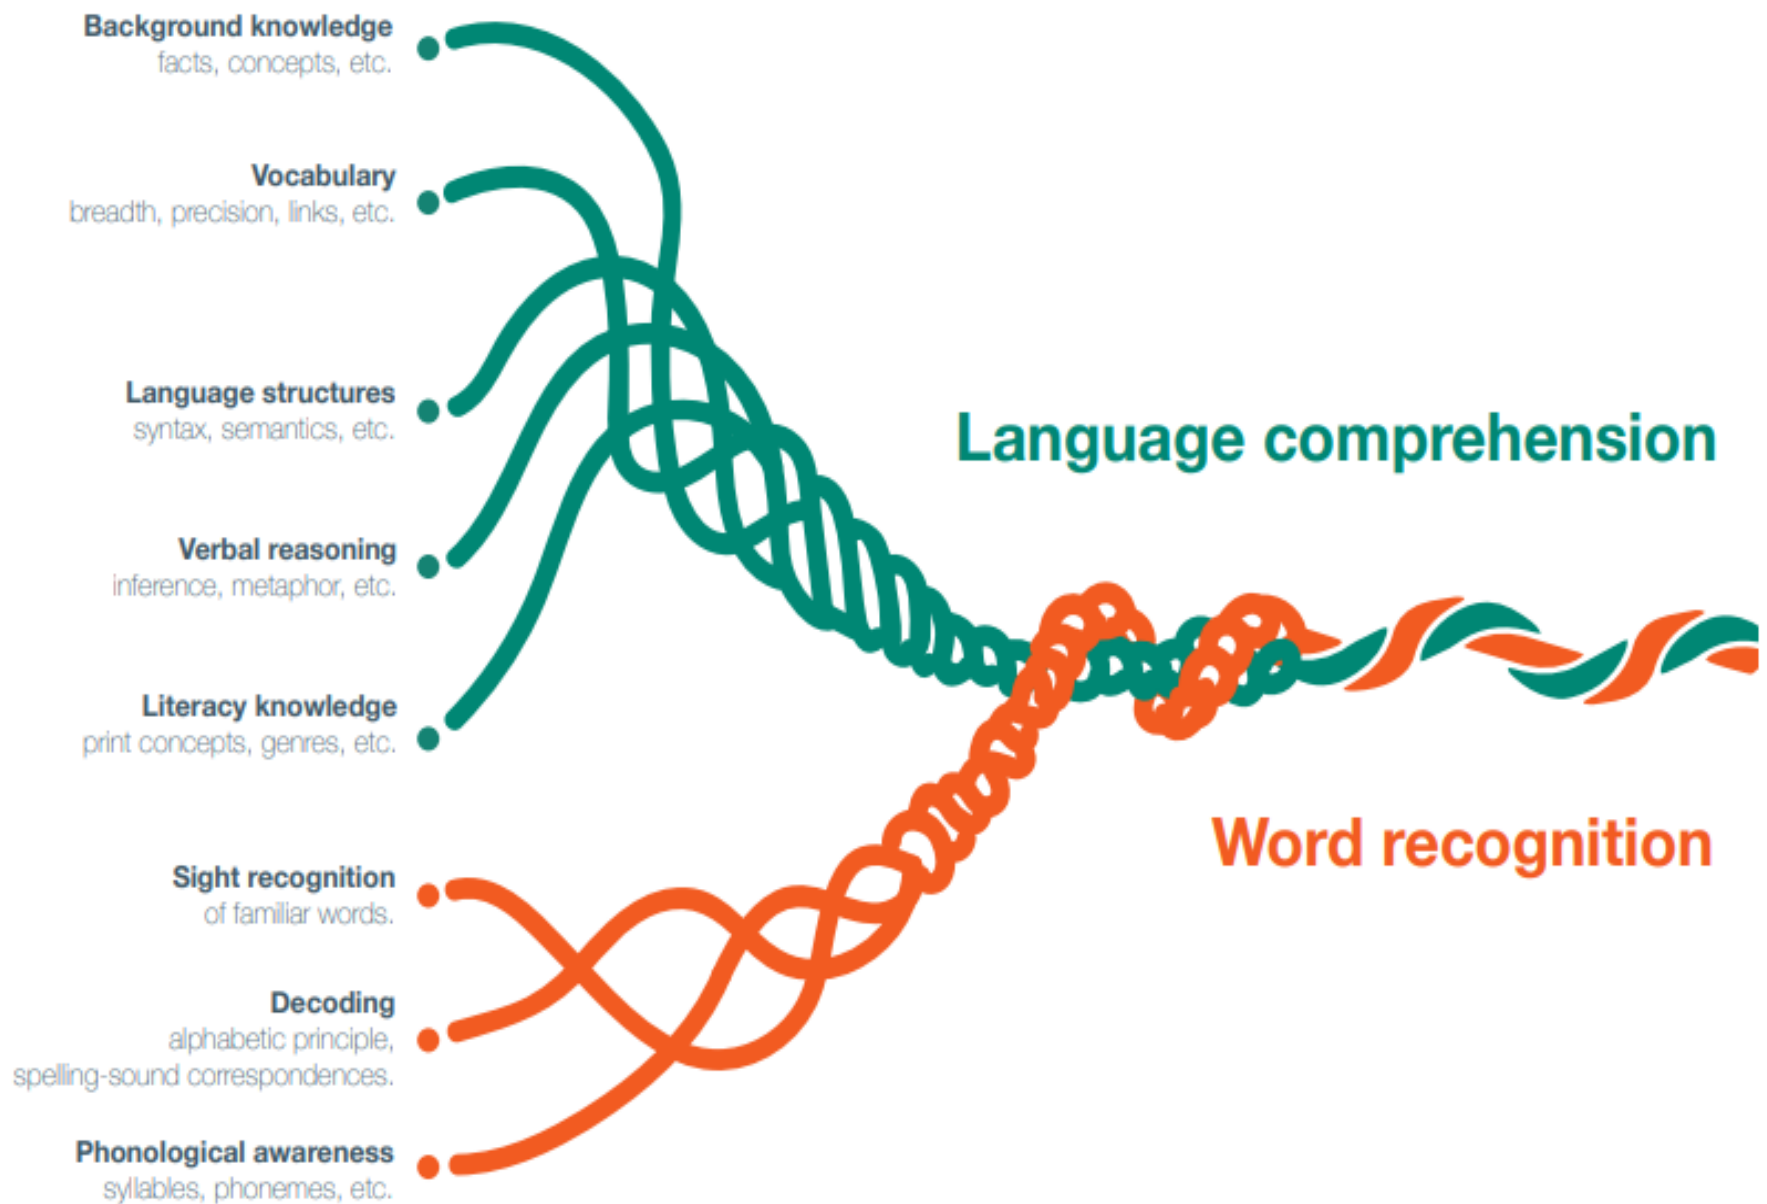 Background knowledge
facts, concepts, etc.
Vocabulary
breadth, precision, links, etc.
Language structures
syntax, semantics, etc.
Verbal reasoning
inference, metaphor, etc.
Literacy knowledge
print concepts, genres, etc.
Sight recognition
of familiar words.
Decoding
alphabetic principle,
spelling-sound correspondences.
Phonological awareness
syllables, phonemes, etc.
Language comprehension
Word recognition